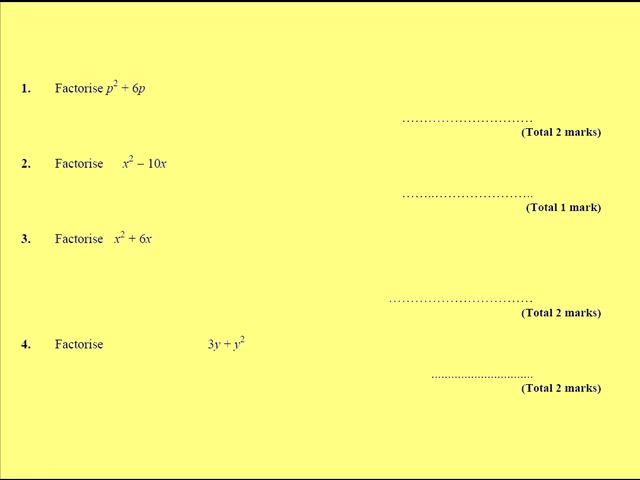 1. Factorise p² + 6p
..............................
(Total 2 marks)
2. Factorise x² – 10x
..............................
(Total 1 mark)
3. Factorise x² + 6x
.................................
(Total 2 marks)
4. Factorise 3y + y²
...............................
(Total 2 marks)